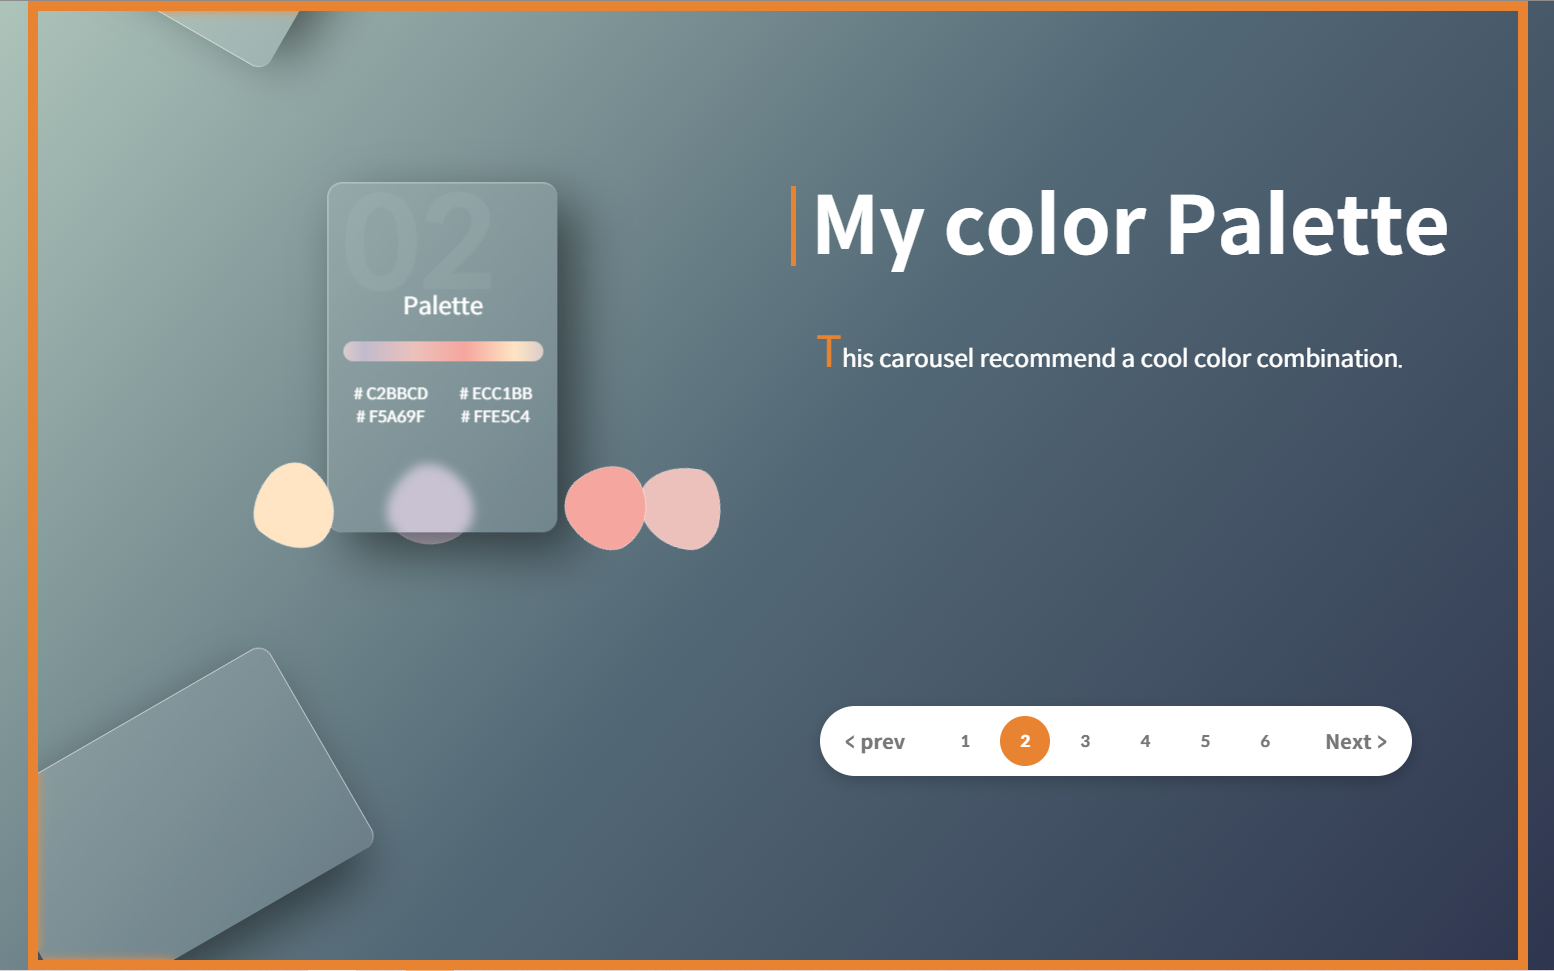 02
Palette
# C2BBCD # ECC1BB
# F5A69F # FFE5C4
My color Palette
This carousel recommend a cool color combination.
< prev 1 2 3 4 5 6 Next >